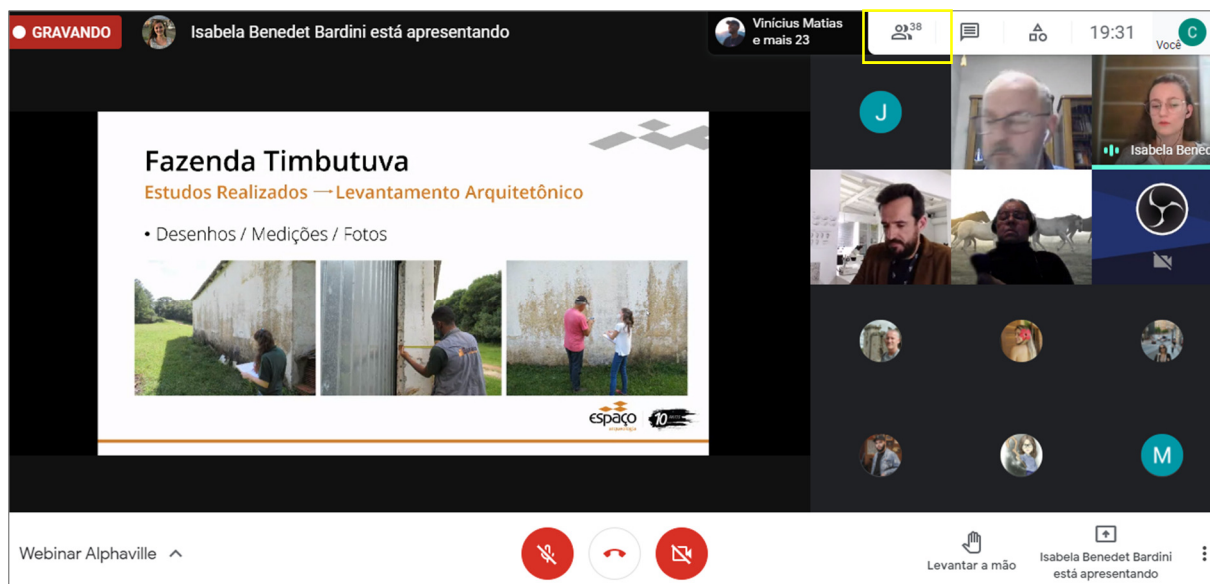 GRAVANDO
Isabela Benedet Bardini está apresentando
Vinícius Matias
e mais 23
38
19:31
Você
C
J
Isabela Bened
Fazenda Timbutuva
Estudos Realizados → Levantamento Arquitetônico
• Desenhos / Medições / Fotos
espaço
arqueologia
10
M
Webinar Alphaville
Levantar a mão
Isabela Benedet Bardini
está apresentando